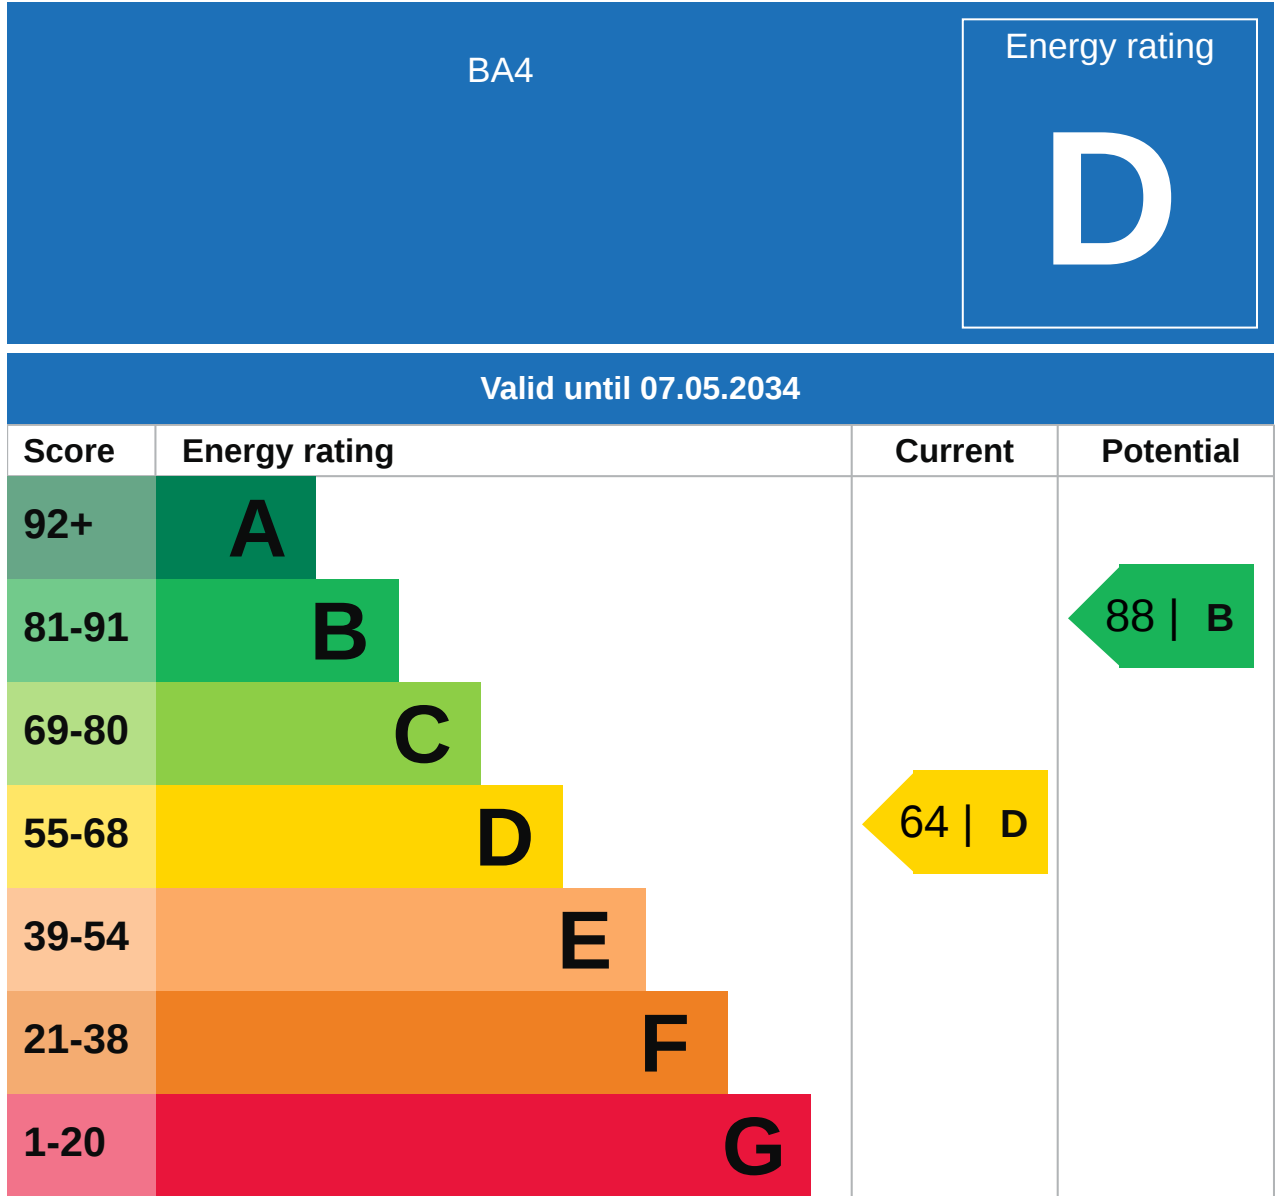 BA4
Energy rating
D
Valid until 07.05.2034
Score Energy rating Current Potential
92+ A
81-91 B 88 | B
69-80 C
55-68 D 64 | D
39-54 E
21-38 F
1-20 G